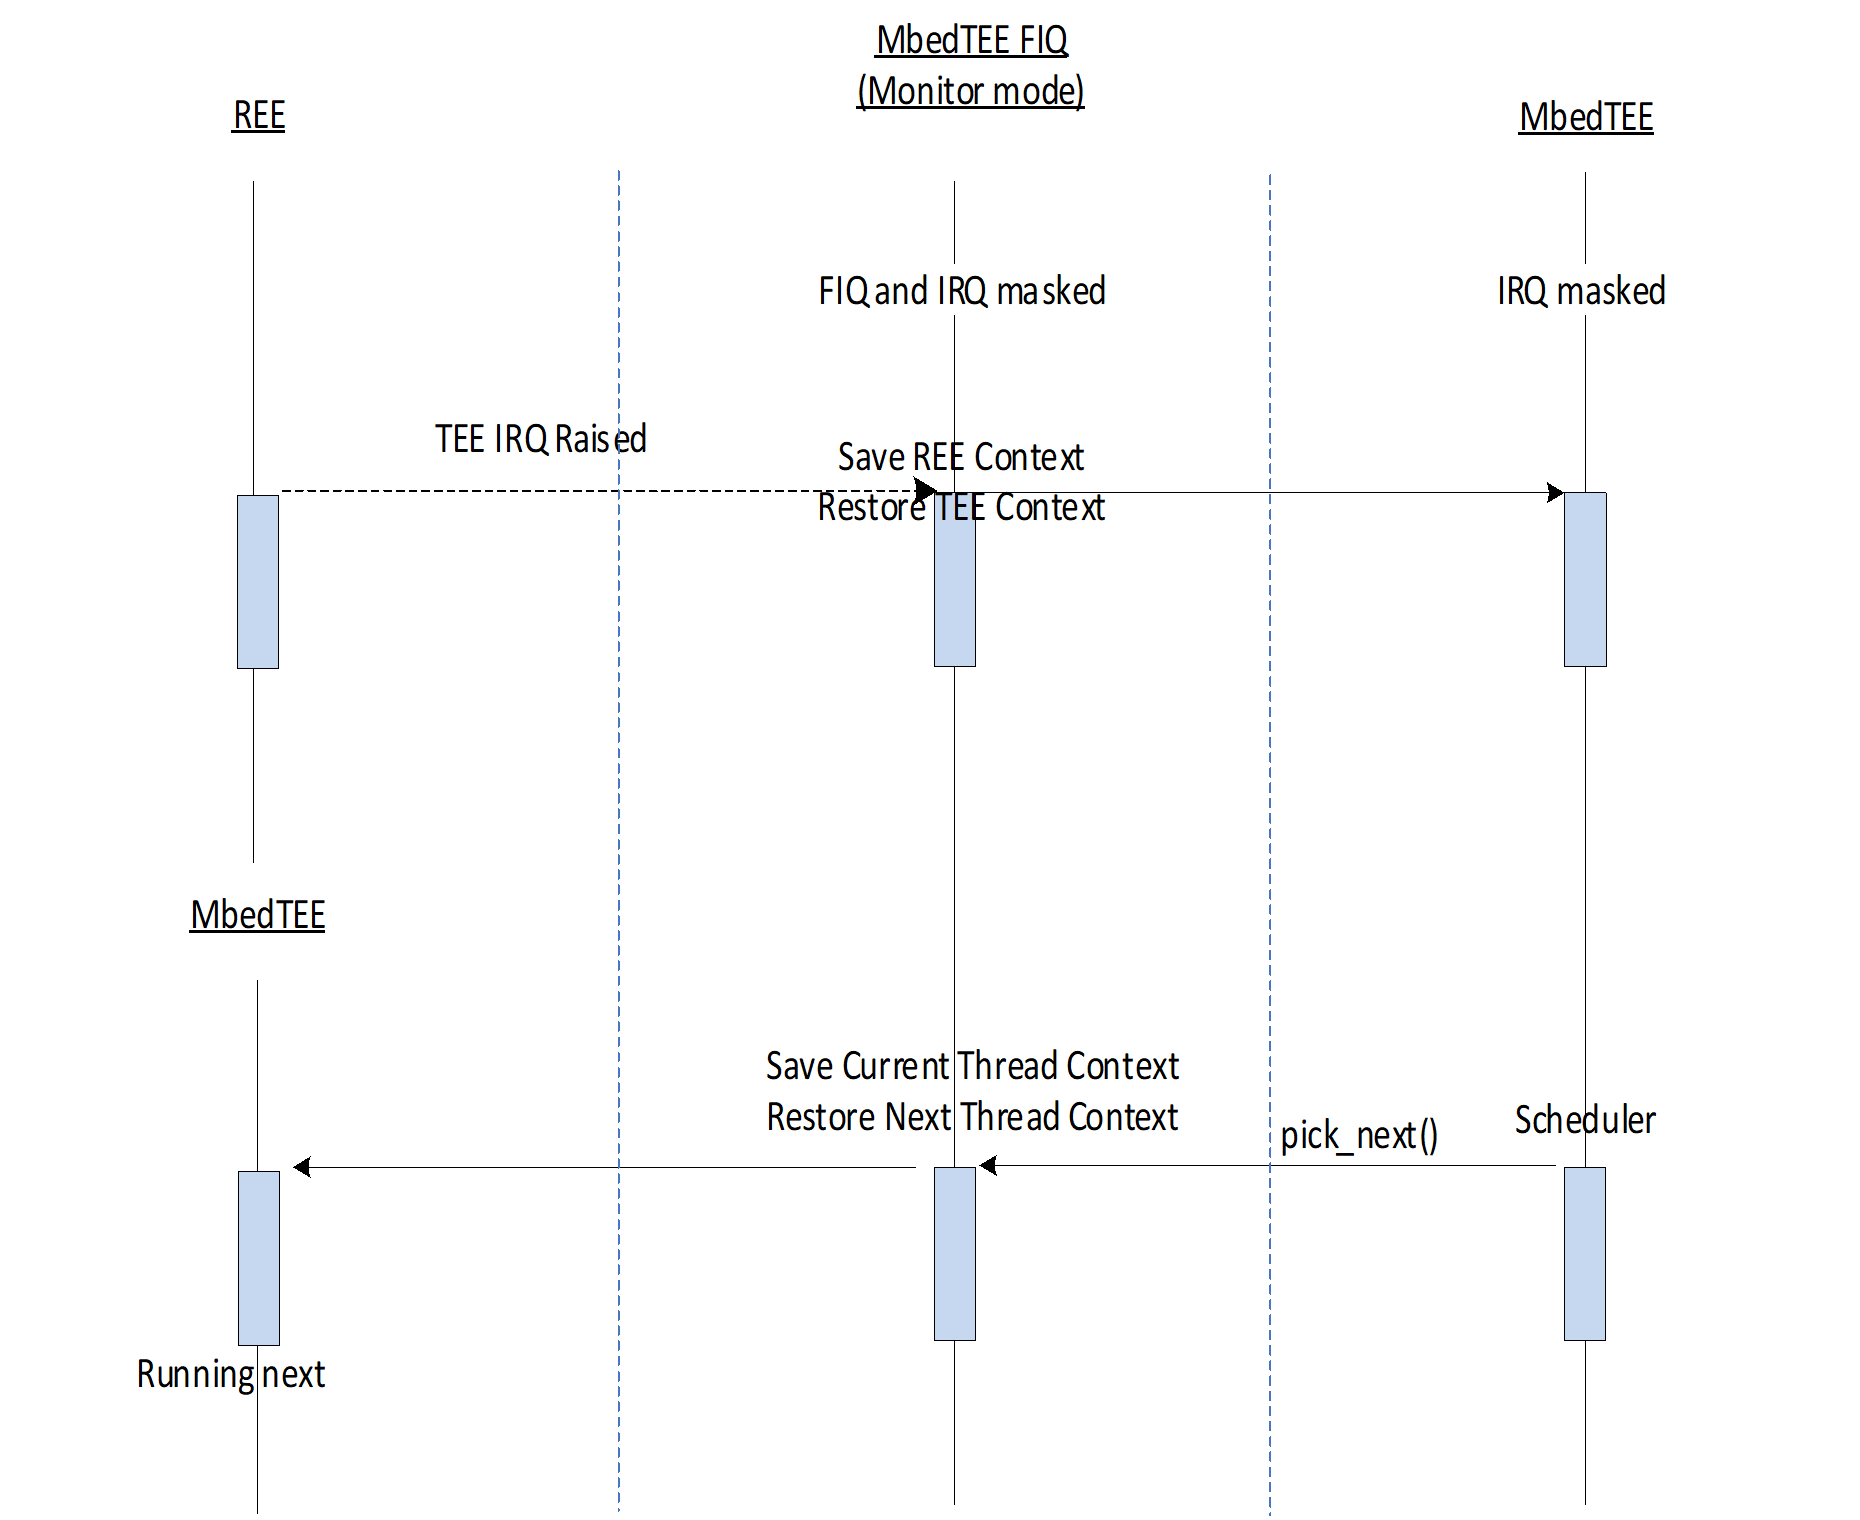 MbedTEE FIQ
(Monitor mode)
REE
MbedTEE
FIQ and IRQ masked
IRQ masked
TEE IRQ Raised
Save REE Context
Restore TEE Context
MbedTEE
Save Current Thread Context
Restore Next Thread Context
pick_next()
Scheduler
Running next